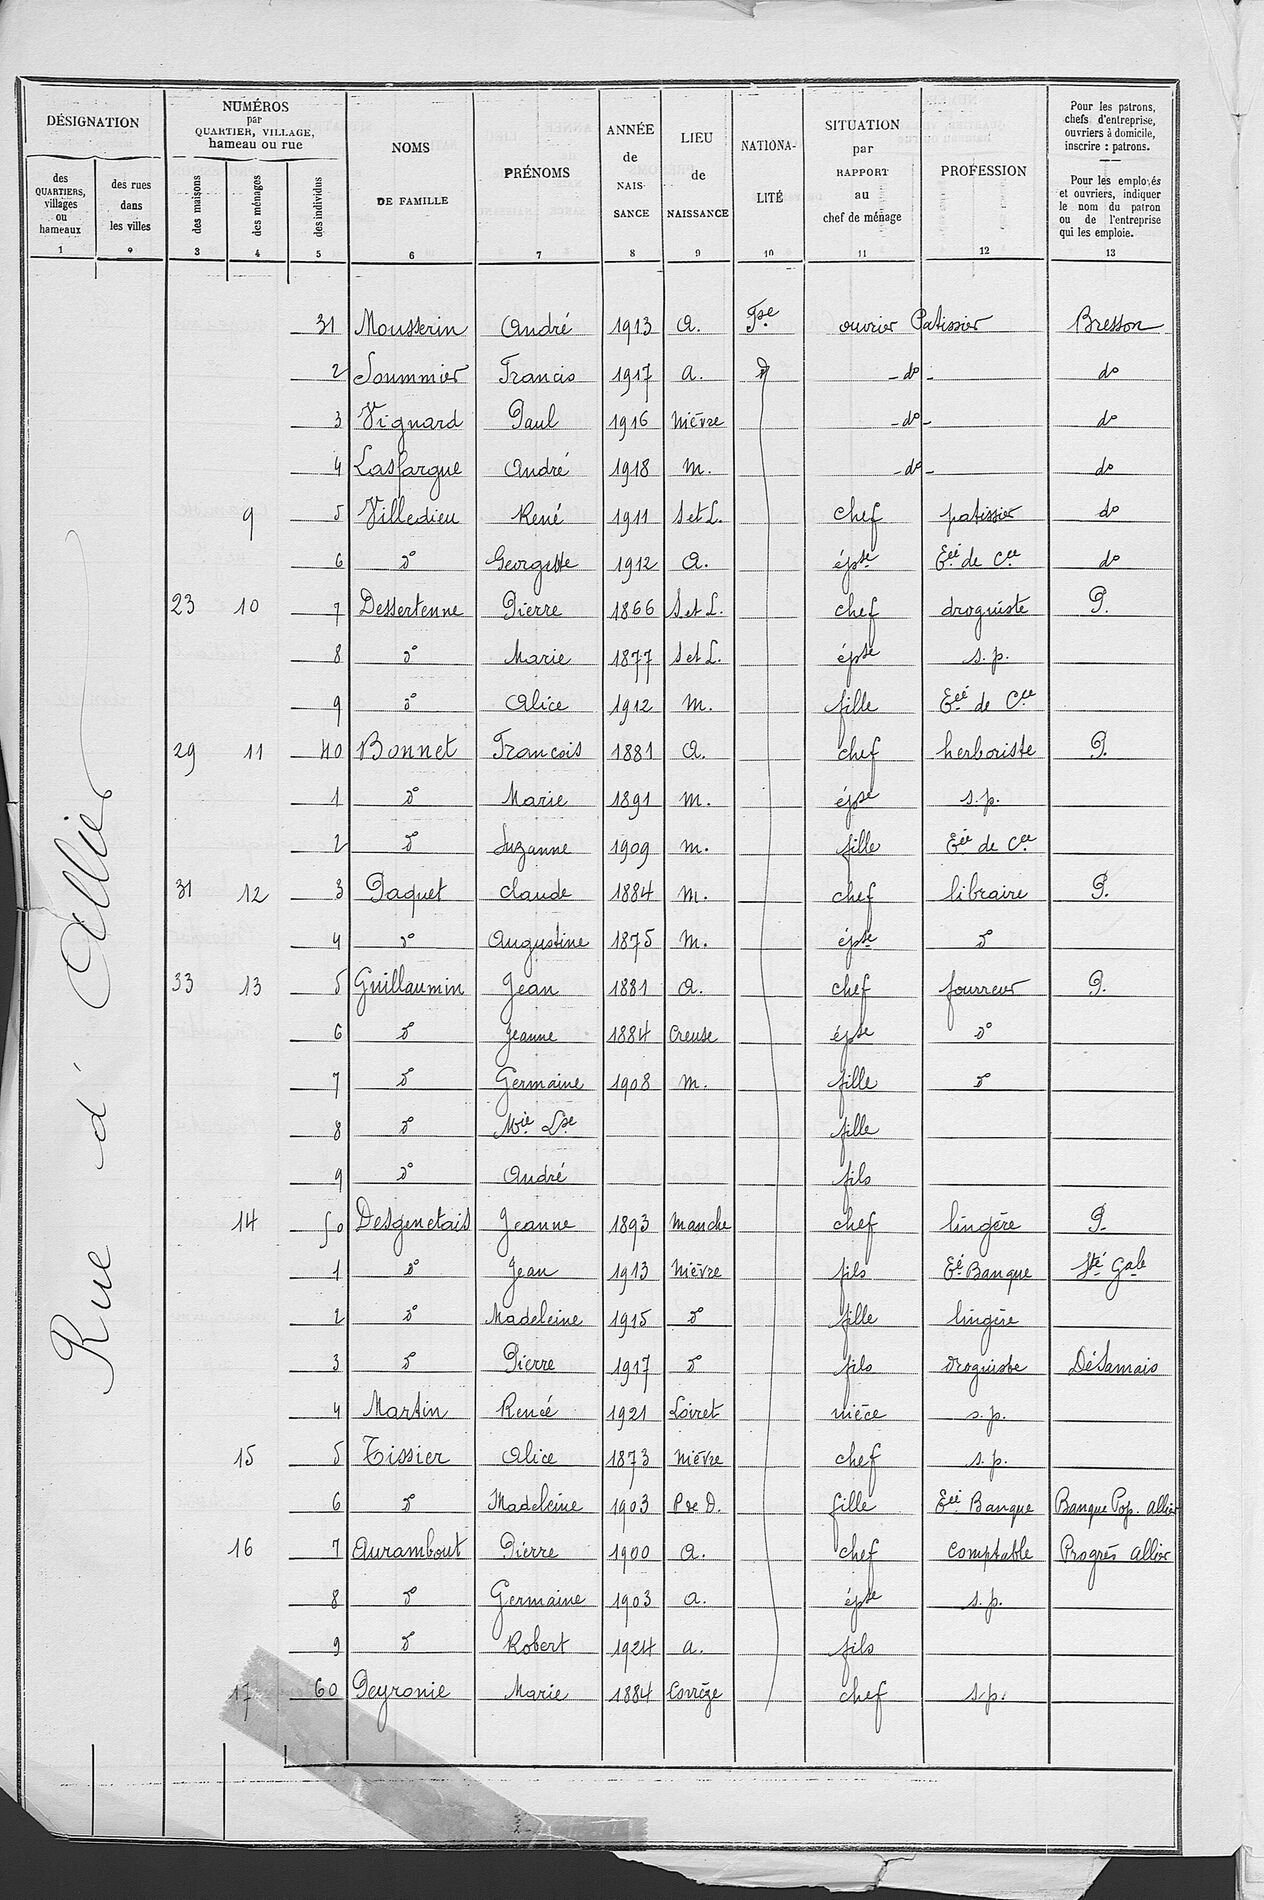 DÉSIGNATION | NUMÉROS par QUARTIER, VILLAGE, hameau ou rue | NOMS DE FAMILLE | PRÉNOMS | ANNÉE de NAISSANCE | LIEU de NAISSANCE | NATIONALITÉ | SITUATION par RAPPORT au chef de ménage | PROFESSION | Pour les patrons, chefs d'entreprise, ouvriers à domicile, inscrire : patrons. Pour les employés et ouvriers, indiquer le nom du patron ou de l'entreprise qui les emploie.
des QUARTIERS, villages ou hameaux | des rues dans les villes | des maisons | des ménages | des individus
1 2 3 4 5 6 7 8 9 10 11 12 13
Rue d'Allier
31 Mousserin André 1913 A. Fse ouvrier Patissier Bresson
2 Soummier Francis 1917 A. d° -d°- d°
3 Vignard Paul 1916 Nièvre -d°- d°
4 Lasfargue André 1918 M. -d°- d°
9 5 Villedieu René 1911 S et L. chef patissier d°
6 d° Georgette 1912 A. épse Eée de Cce d°
23 10 7 Dessertenne Pierre 1866 S et L. chef droguiste P.
8 d° Marie 1877 S et L. épse s.p.
9 d° Alice 1912 M. fille Eée de Cce
29 11 40 Bonnet François 1881 A. chef herboriste P.
1 d° Marie 1891 M. épse s.p.
2 d° Suzanne 1909 M. fille Eée de Cce
31 12 3 Paquet Claude 1884 M. chef libraire P.
4 d° Augustine 1875 M. épse d°
33 13 5 Guillaumin Jean 1881 A. chef fourreur P.
6 d° Jeanne 1884 Creuse épse d°
7 d° Germaine 1908 M. fille d°
8 d° Mie Lse fille
9 d° André fils
14 50 Desgenetais Jeanne 1893 Manche chef lingère P.
1 d° Jean 1913 Nièvre fils Eé Banque Sté Gale
2 d° Madeleine 1915 d° fille lingère
3 d° Pierre 1917 d° fils droguiste Désamais
4 Martin Renée 1921 Loiret nièce s.p.
15 5 Tissier Alice 1873 Nièvre chef s.p.
6 d° Madeleine 1903 P de D. fille Eée Banque Banque Pop. Allier
16 7 Aurambout Pierre 1900 A. chef comptable Progrès Allier
8 d° Germaine 1903 A. épse s.p.
9 d° Robert 1924 A. fils
17 60 Peyronie Marie 1884 Corrèze chef s.p.